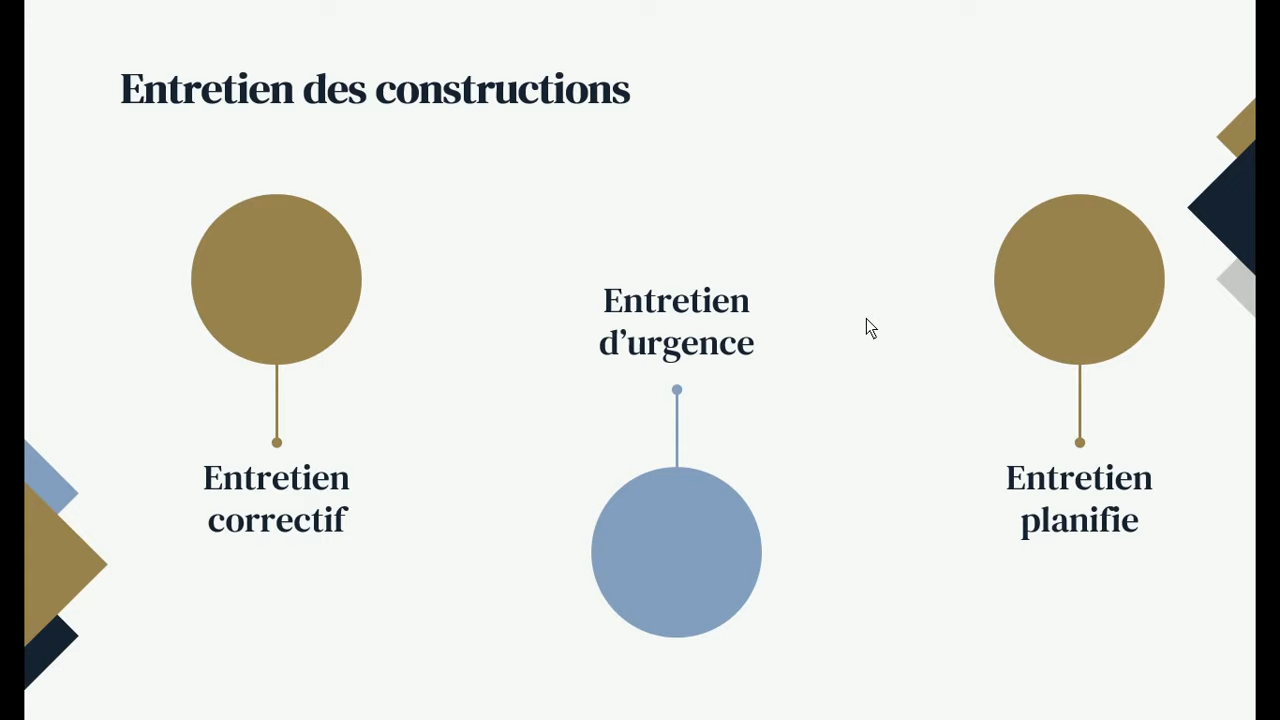 Entretien des constructions
Entretien
correctif
Entretien
d’urgence
Entretien
planifie